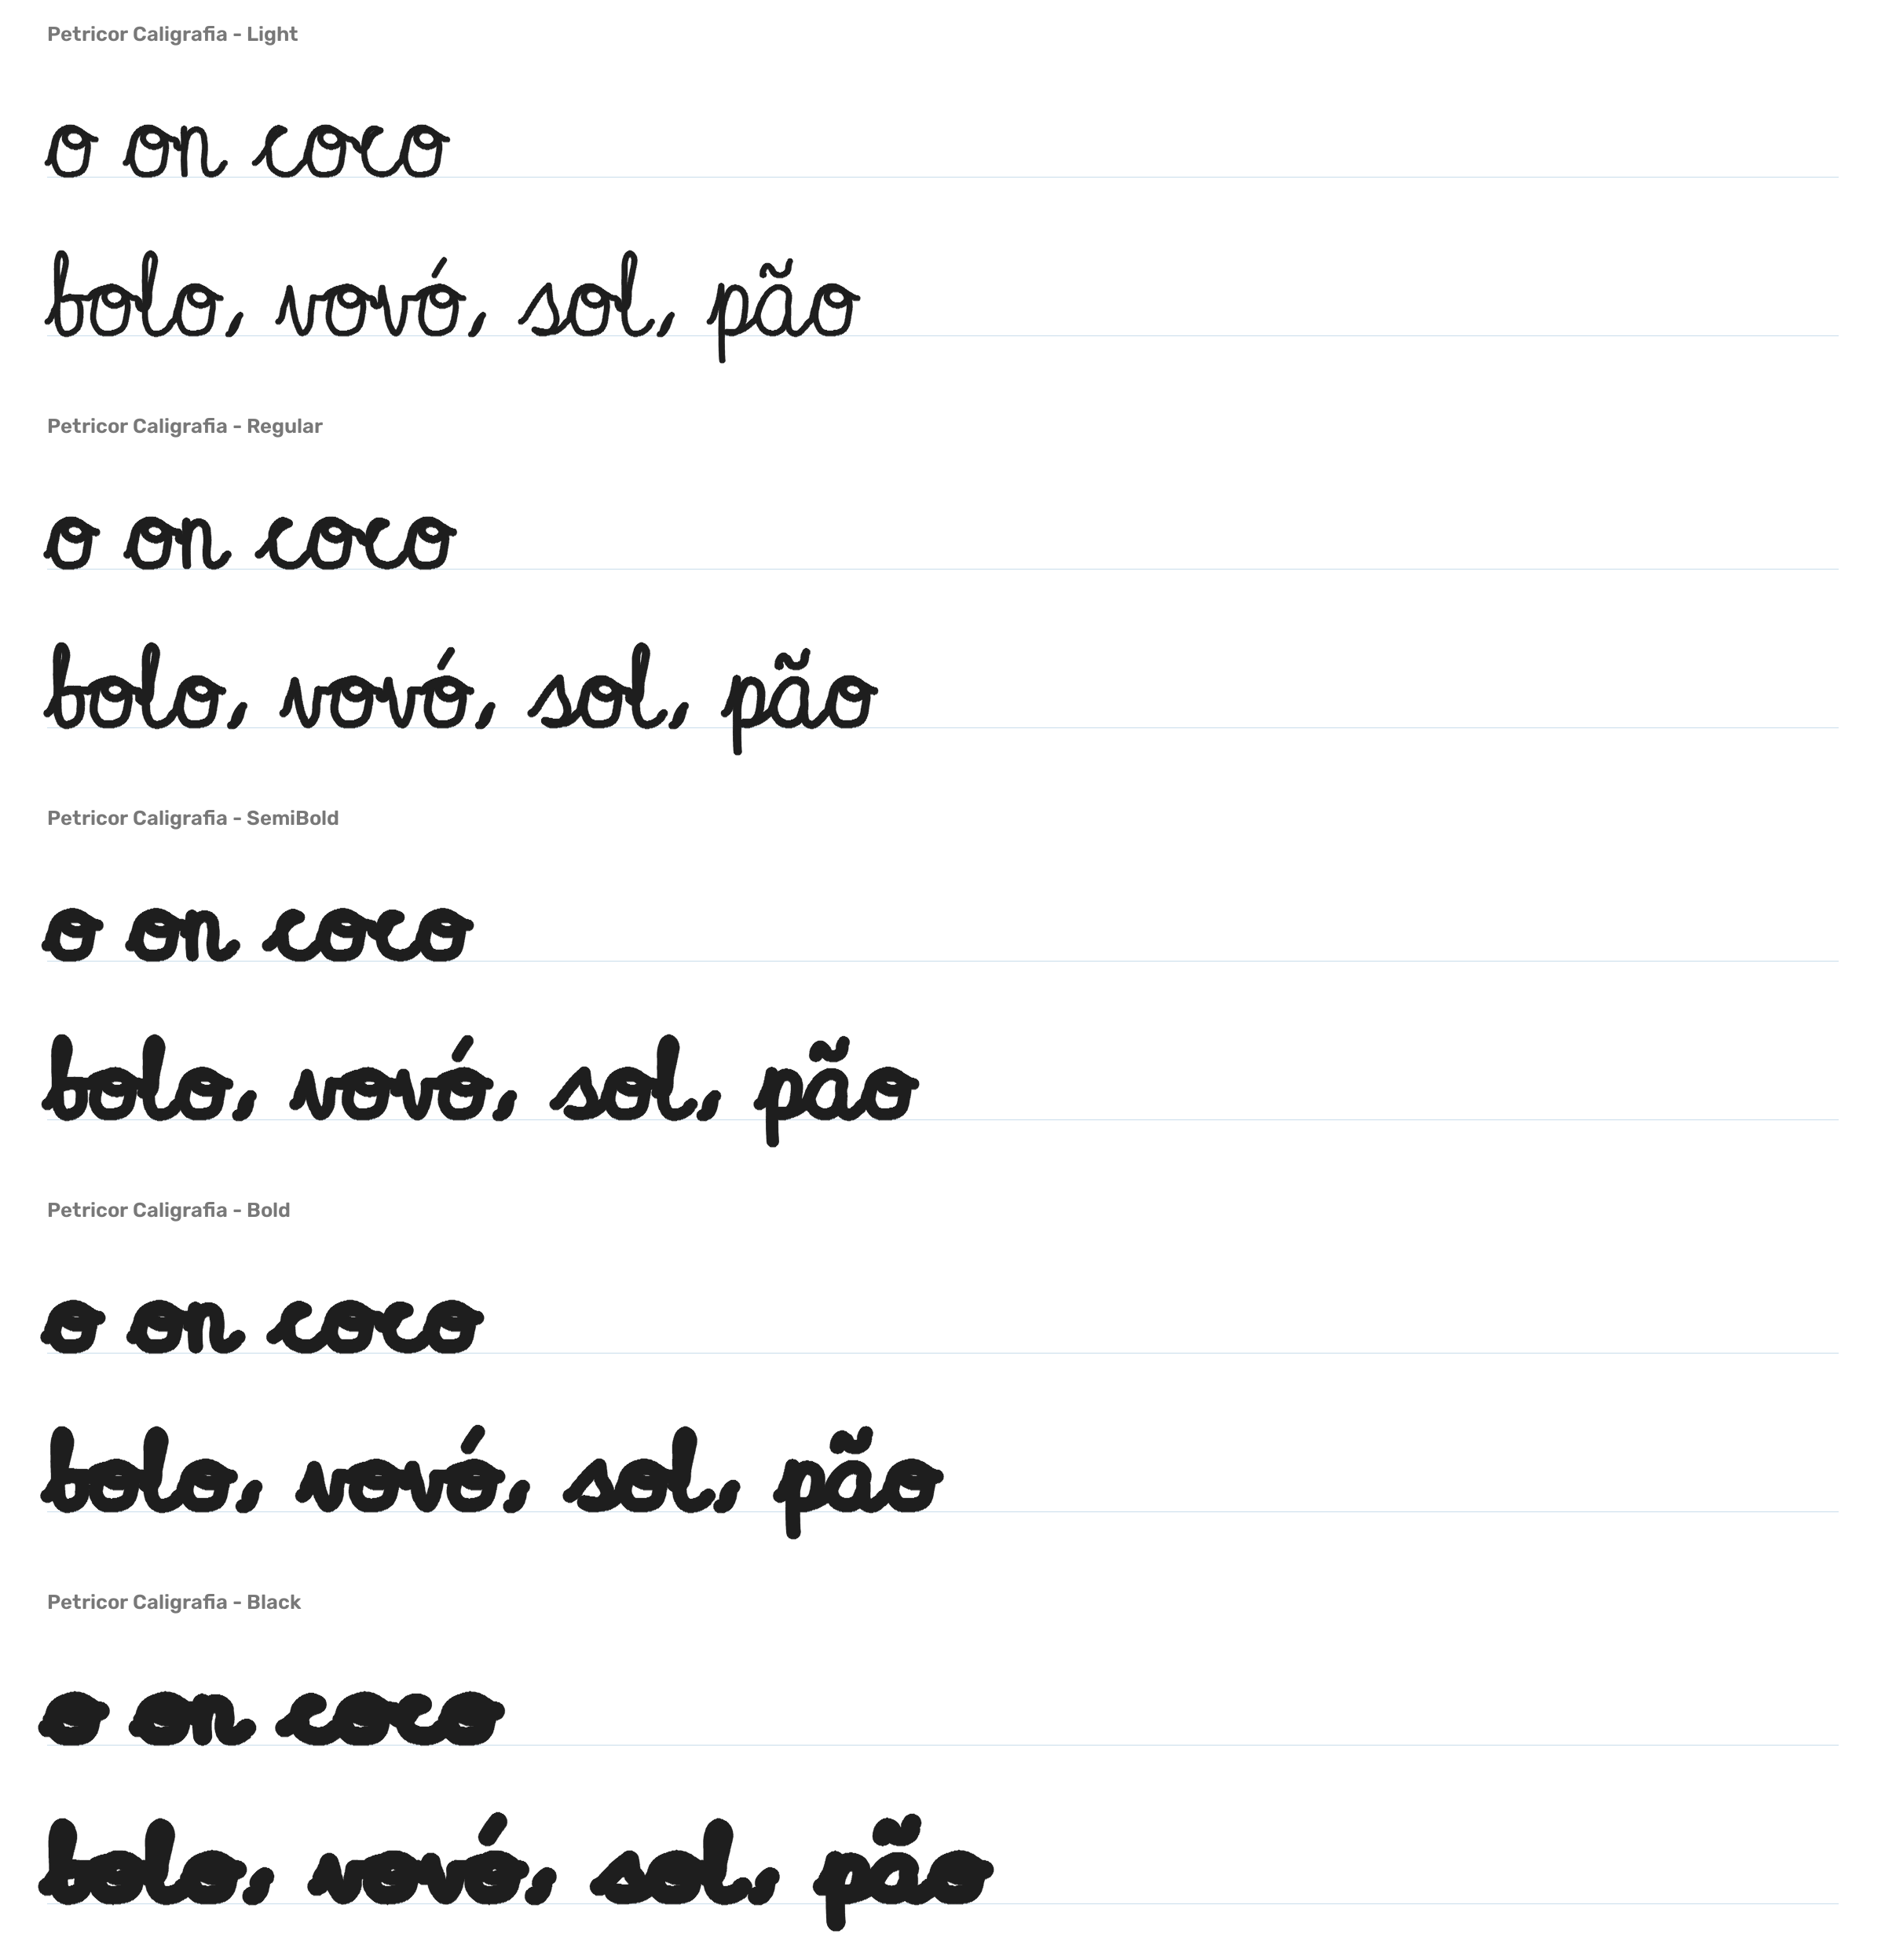 Petricor Caligrafia - Light
o on coco
bolo, vovó, sol, pão
Petricor Caligrafia - Regular
o on coco
bolo, vovó, sol, pão
Petricor Caligrafia - SemiBold
o on coco
bolo, vovó, sol, pão
Petricor Caligrafia - Bold
o on coco
bolo, vovó, sol, pão
Petricor Caligrafia - Black
o on coco
bolo, vovó, sol, pão